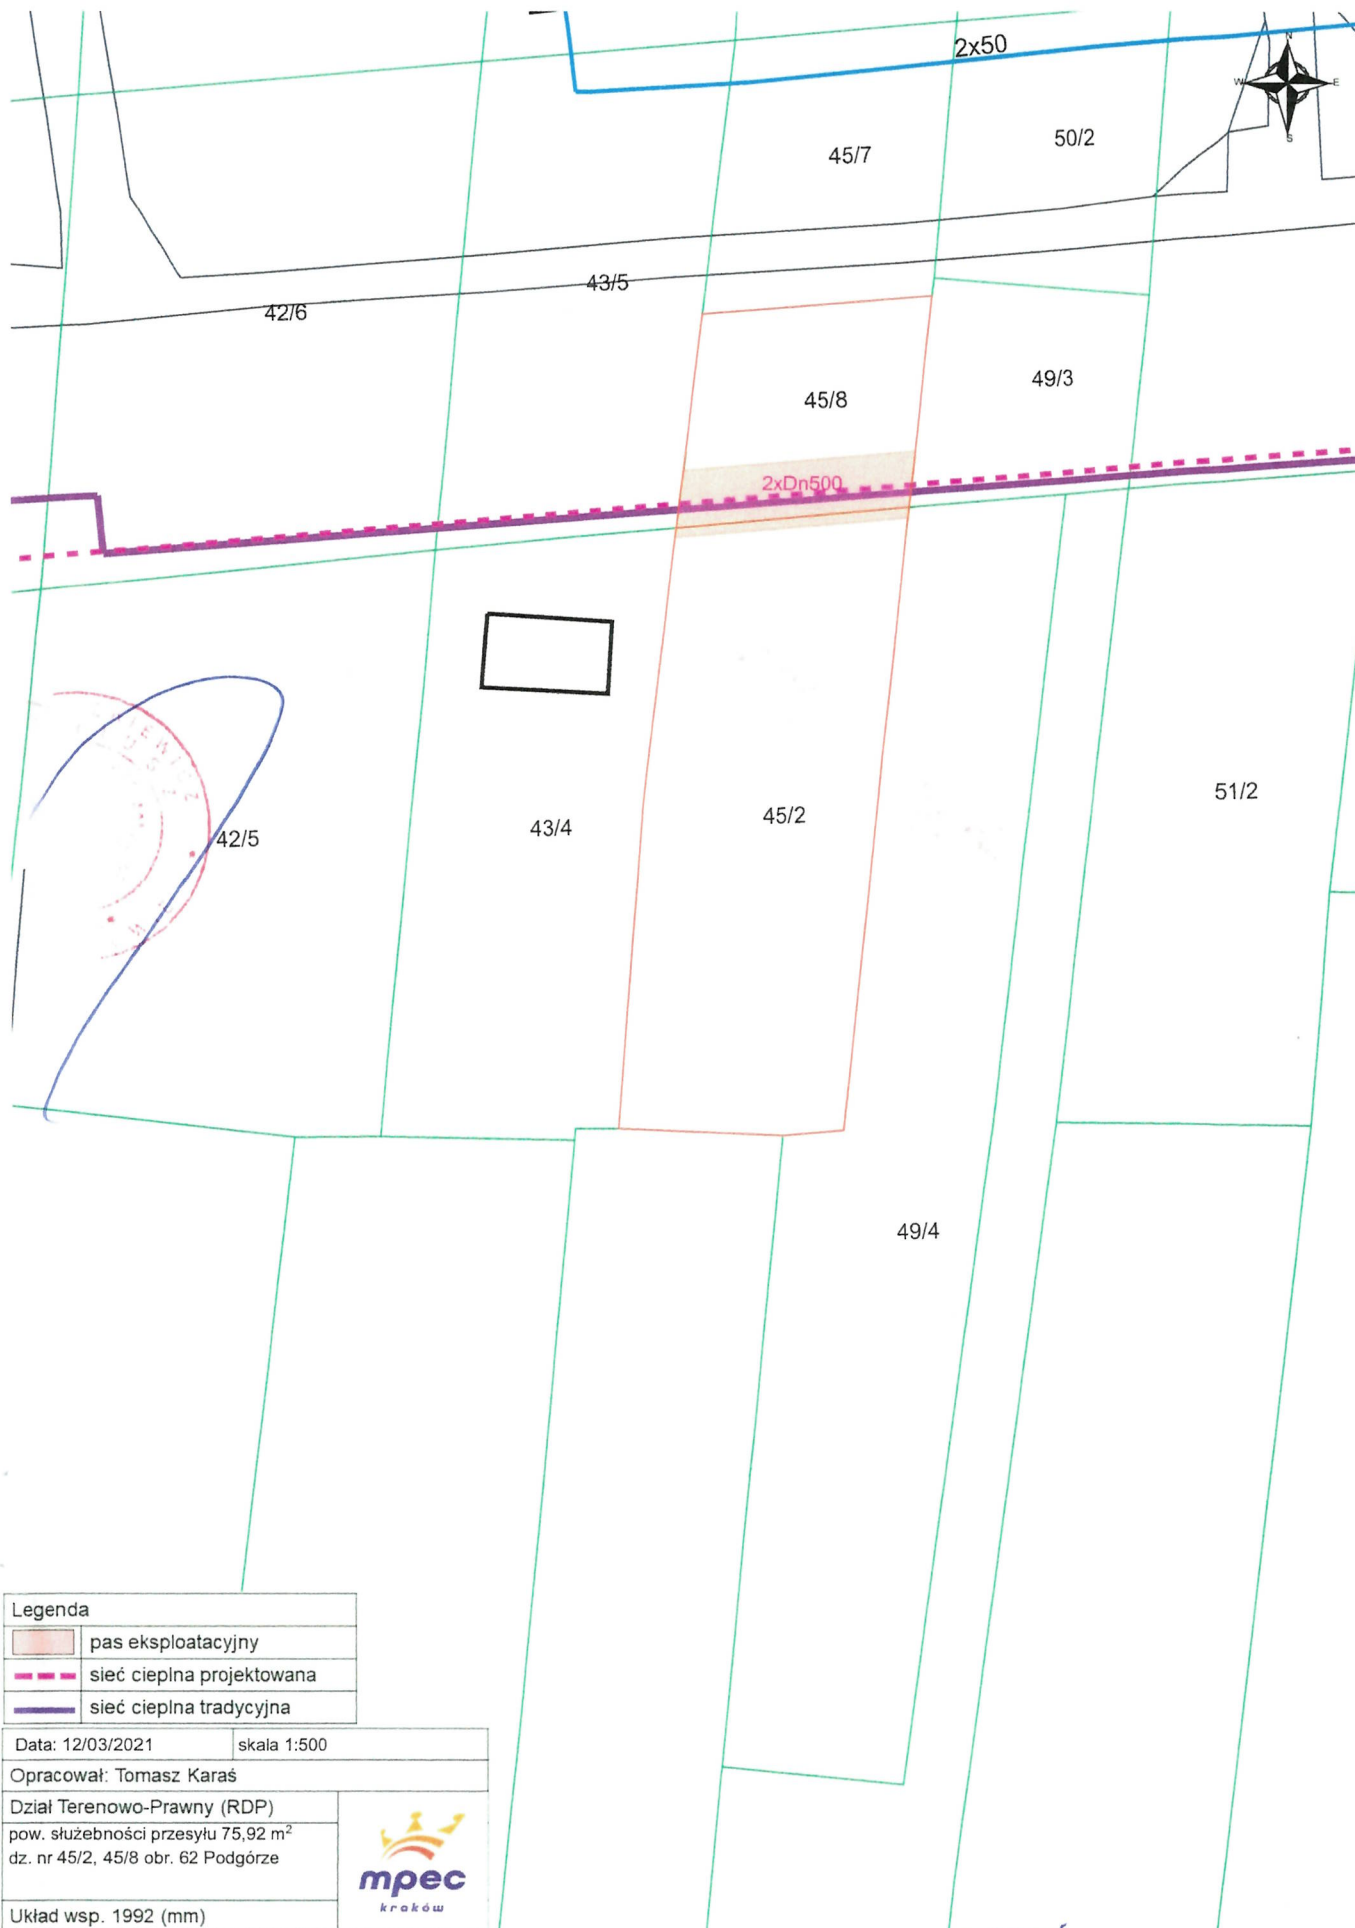 2x50
N
W E
S
45/7
50/2
43/5
42/6
45/8
49/3
2xDn500
42/5
43/4
45/2
51/2
49/4
Legenda
pas eksploatacyjny
sieć cieplna projektowana
sieć cieplna tradycyjna
Data: 12/03/2021 skala 1:500
Opracował: Tomasz Karaś
Dział Terenowo-Prawny (RDP)
pow. służebności przesyłu 75,92 m²
dz. nr 45/2, 45/8 obr. 62 Podgórze
mpec
kraków
Układ wsp. 1992 (mm)